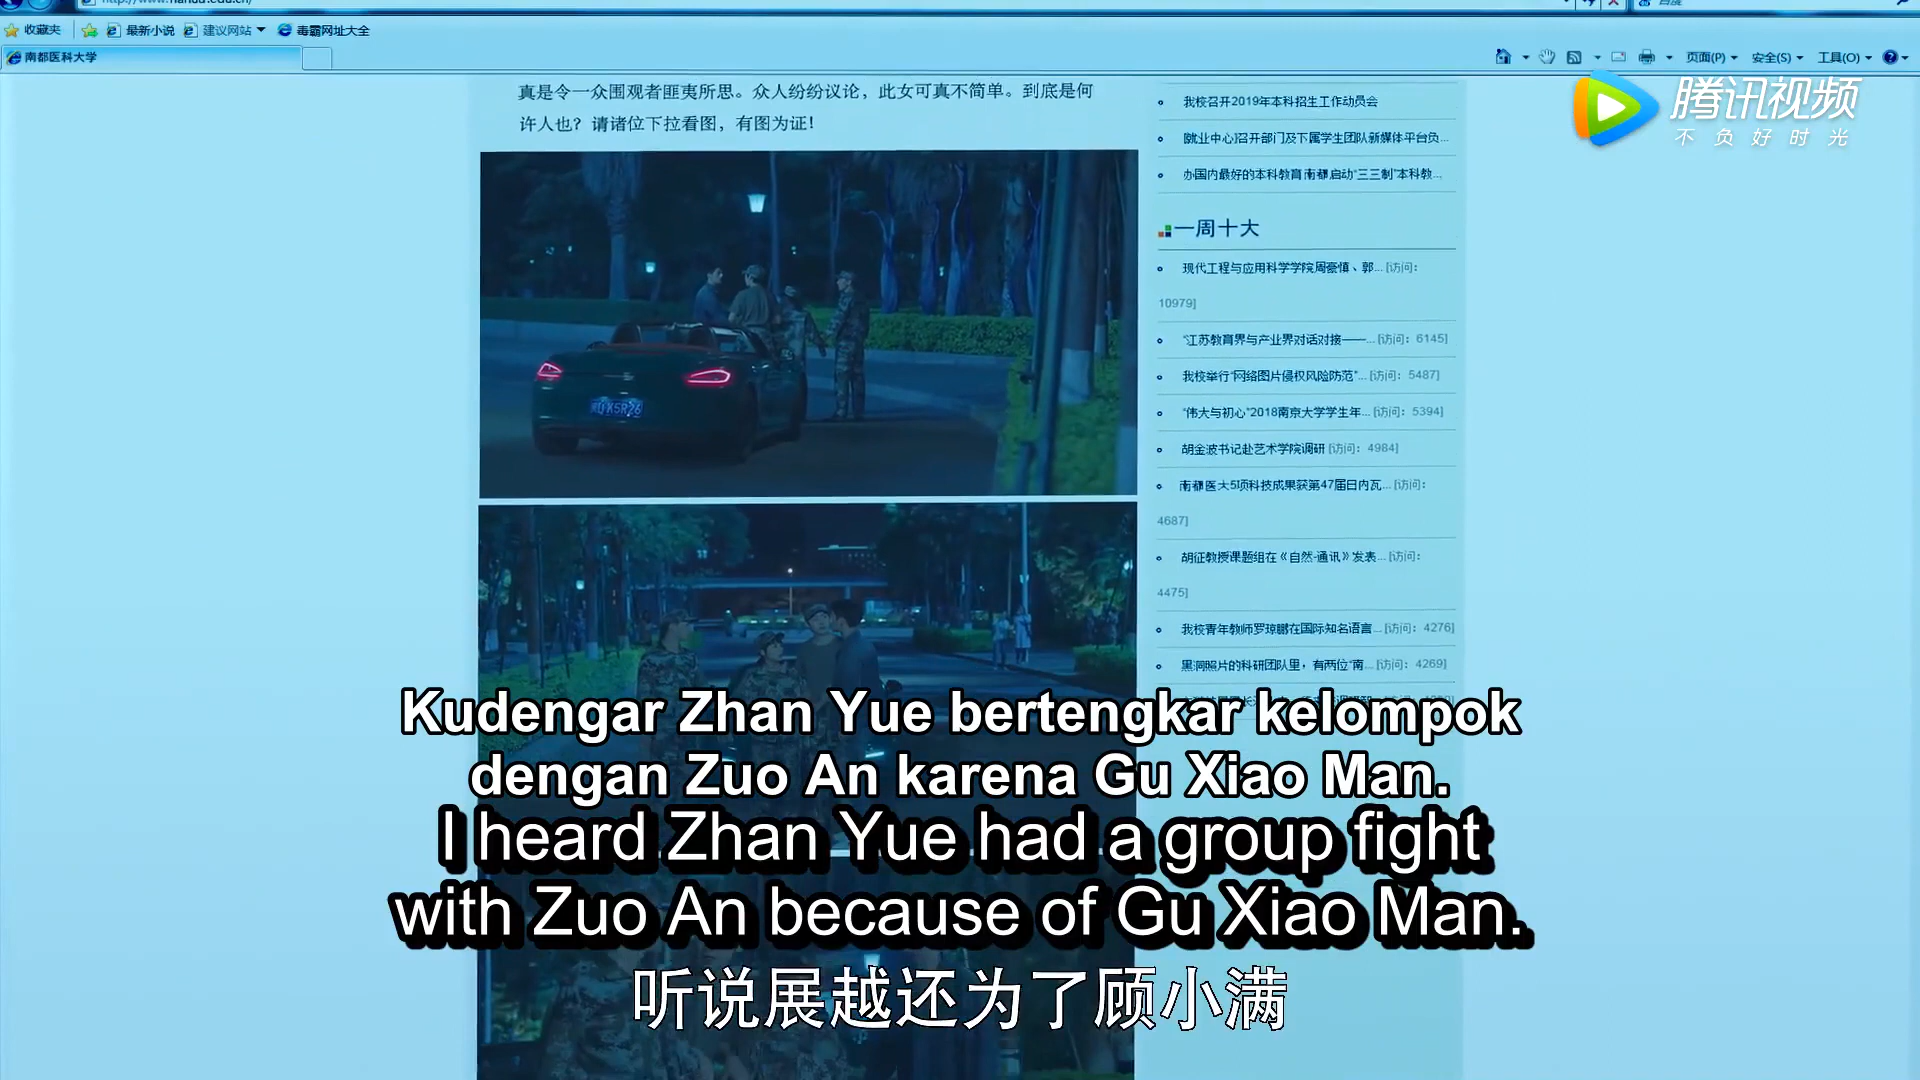 收藏夹
最新小说
建议网站
毒霸网址大全
南都医科大学
页面(P)
安全(S)
工具(O)
腾讯视频
不负好时光
真是令一众围观者匪夷所思。众人纷纷议论，此女可真不简单。到底是何
许人也？请诸位下拉看图，有图为证！
我校召开2019年本科招生工作动员会
[就业中心]召开部门及下属学生团队新媒体平台负...
办国内最好的本科教育 南都启动“三三制”本科教...
一周十大
现代工程与应用科学学院周豪慎、郭... [访问：
10979]
“江苏教育界与产业界对话对接——... [访问：6145]
我校举行“网络图片侵权风险防范”... [访问：5487]
“伟大与初心”2018南京大学学生年... [访问：5394]
胡金波书记赴艺术学院调研 [访问：4984]
南都医大5项科技成果获第47届日内瓦... [访问：
4687]
胡征教授课题组在《自然·通讯》发表... [访问：
4475]
我校青年教师罗琼鹏在国际知名语言... [访问：4276]
黑洞照片的科研团队里，有两位“南... [访问：4269]
Kudengar Zhan Yue bertengkar kelompok
dengan Zuo An karena Gu Xiao Man.
I heard Zhan Yue had a group fight
with Zuo An because of Gu Xiao Man.
听说展越还为了顾小满